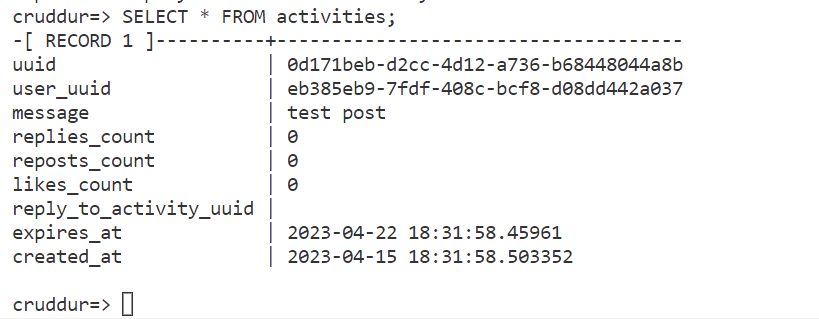 cruddur=> SELECT * FROM activities;
-[ RECORD 1 ]----------+--------------------------------------
uuid                   | 0d171beb-d2cc-4d12-a736-b68448044a8b
user_uuid              | eb385eb9-7fdf-408c-bcf8-d08dd442a037
message                | test post
replies_count          | 0
reposts_count          | 0
likes_count            | 0
reply_to_activity_uuid |
expires_at             | 2023-04-22 18:31:58.45961
created_at             | 2023-04-15 18:31:58.503352
cruddur=>